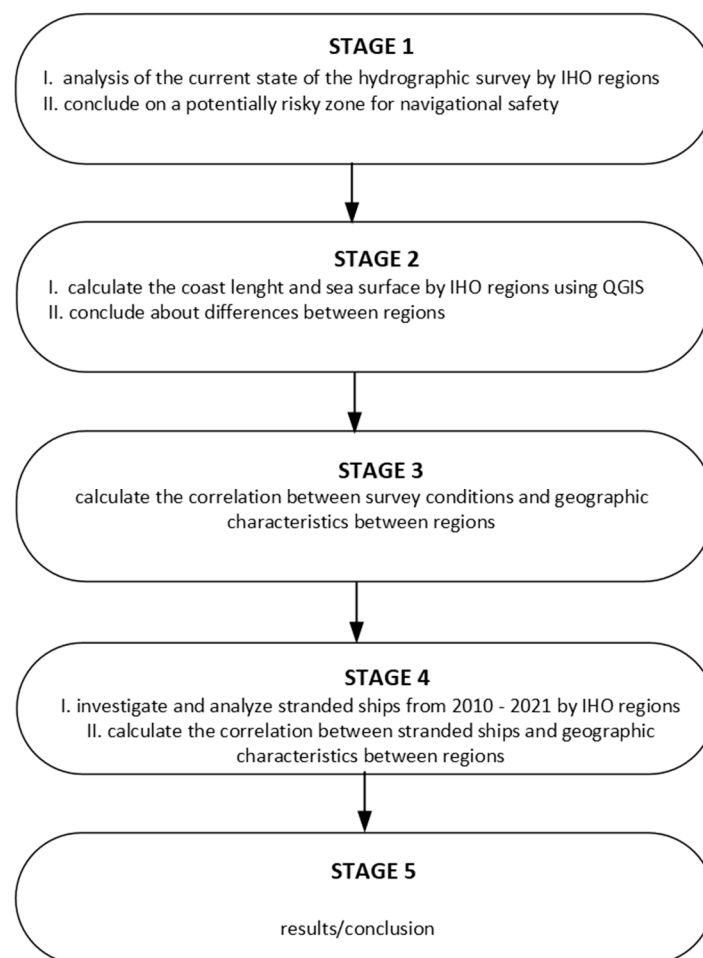 STAGE 1
I. analysis of the current state of the hydrographic survey by IHO regions
II. conclude on a potentially risky zone for navigational safety
STAGE 2
I. calculate the coast lenght and sea surface by IHO regions using QGIS
II. conclude about differences between regions
STAGE 3
calculate the correlation between survey conditions and geographic
characteristics between regions
STAGE 4
I. investigate and analyze stranded ships from 2010 - 2021 by IHO regions
II. calculate the correlation between stranded ships and geographic
characteristics between regions
STAGE 5
results/conclusion